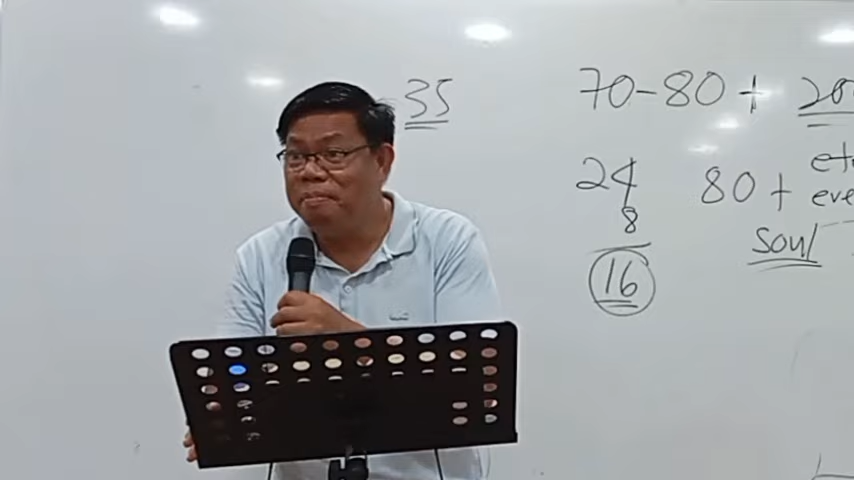 35
70-80 +
24 80 +
8
soul
16